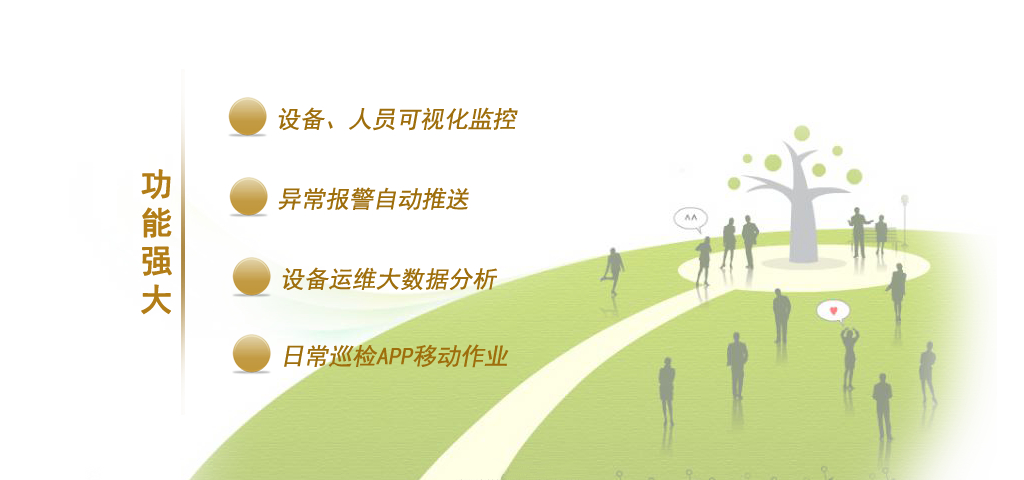 功能强大
设备、人员可视化监控
异常报警自动推送
设备运维大数据分析
日常巡检APP移动作业
^^